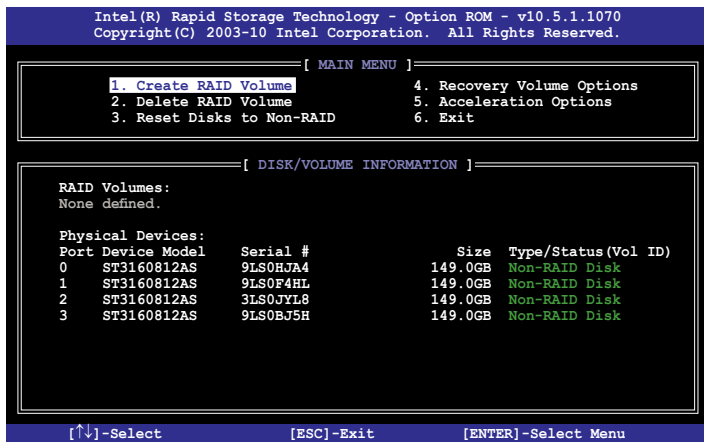 Intel(R) Rapid Storage Technology - Option ROM - v10.5.1.1070
Copyright(C) 2003-10 Intel Corporation. All Rights Reserved.
[ MAIN MENU ]
1. Create RAID Volume 4. Recovery Volume Options
2. Delete RAID Volume 5. Acceleration Options
3. Reset Disks to Non-RAID 6. Exit
[ DISK/VOLUME INFORMATION ]
RAID Volumes:
None defined.
Physical Devices:
Port Device Model Serial # Size Type/Status(Vol ID)
0 ST3160812AS 9LS0HJA4 149.0GB Non-RAID Disk
1 ST3160812AS 9LS0F4HL 149.0GB Non-RAID Disk
2 ST3160812AS 3LS0JYL8 149.0GB Non-RAID Disk
3 ST3160812AS 9LS0BJ5H 149.0GB Non-RAID Disk
[↑↓]-Select [ESC]-Exit [ENTER]-Select Menu